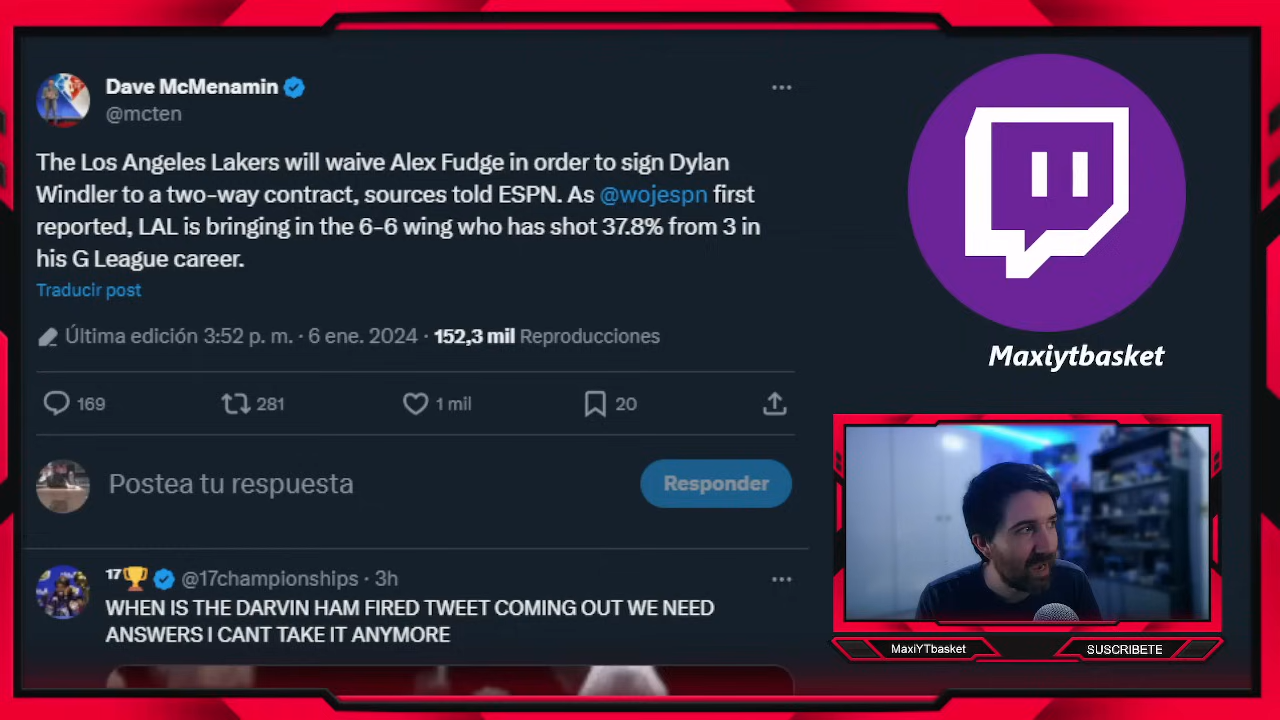 Dave McMenamin
@mcten
The Los Angeles Lakers will waive Alex Fudge in order to sign Dylan
Windler to a two-way contract, sources told ESPN. As @wojespn first
reported, LAL is bringing in the 6-6 wing who has shot 37.8% from 3 in
his G League career.
Traducir post
Última edición 3:52 p. m. · 6 ene. 2024 · 152,3 mil Reproducciones
169 281 1 mil 20
Postea tu respuesta
Responder
17🏆 @17championships · 3h
WHEN IS THE DARVIN HAM FIRED TWEET COMING OUT WE NEED
ANSWERS I CANT TAKE IT ANYMORE
Maxiytbasket
MaxiYTbasket
SUSCRIBETE